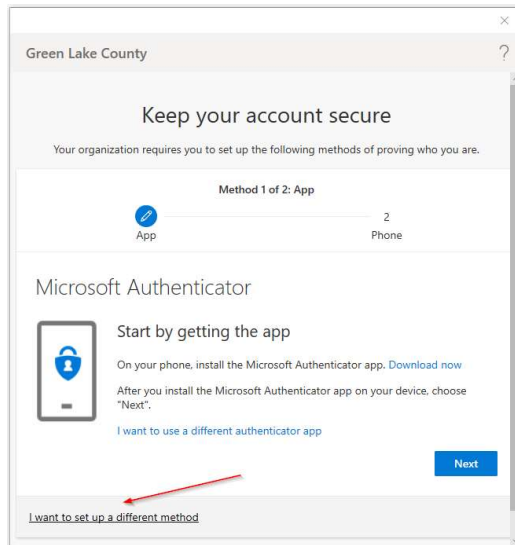 Green Lake County
?
Keep your account secure
Your organization requires you to set up the following methods of proving who you are.
Method 1 of 2: App
App
2
Phone
Microsoft Authenticator
Start by getting the app
On your phone, install the Microsoft Authenticator app. Download now
After you install the Microsoft Authenticator app on your device, choose
"Next".
I want to use a different authenticator app
Next
I want to set up a different method